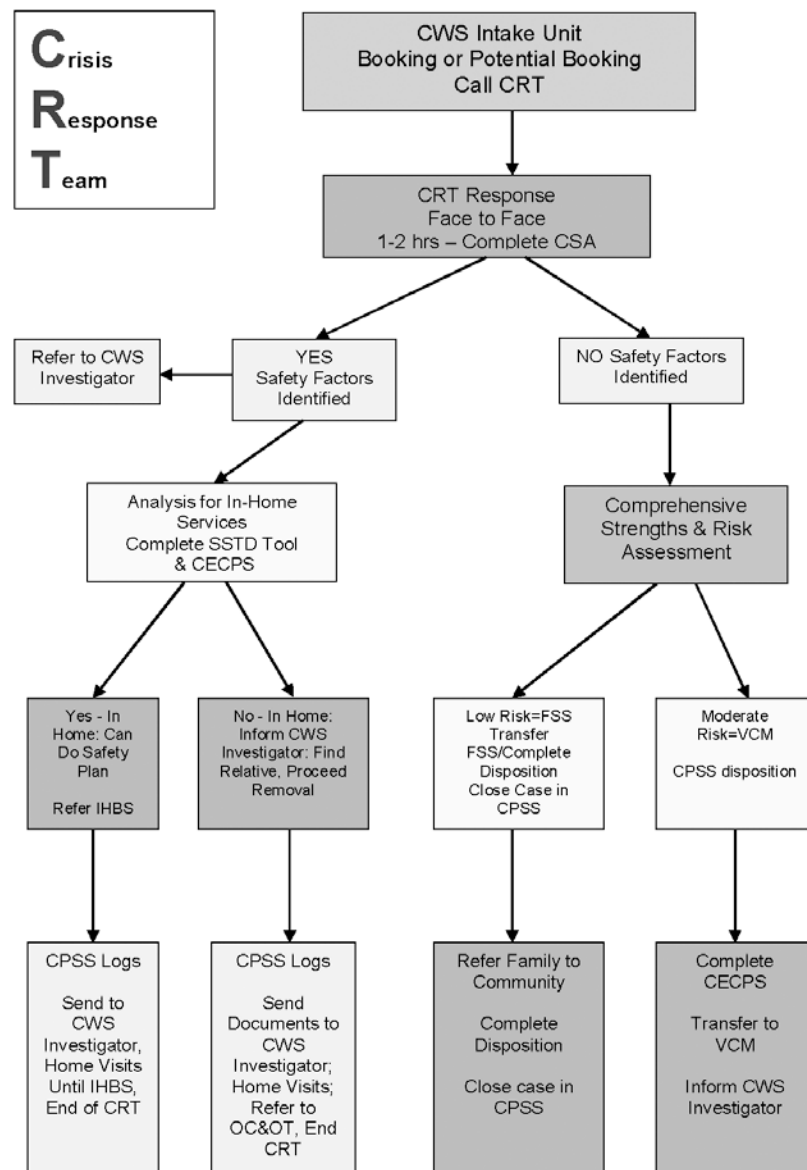 Crisis
Response
Team
CWS Intake Unit
Booking or Potential Booking
Call CRT
CRT Response
Face to Face
1-2 hrs – Complete CSA
Refer to CWS
Investigator
YES
Safety Factors
Identified
NO Safety Factors
Identified
Analysis for In-Home
Services
Complete SSTD Tool
& CECPS
Comprehensive
Strengths & Risk
Assessment
Yes - In
Home: Can
Do Safety
Plan
Refer IHBS
No - In Home:
Inform CWS
Investigator: Find
Relative, Proceed
Removal
Low Risk=FSS
Transfer
FSS/Complete
Disposition
Close Case in
CPSS
Moderate
Risk=VCM
CPSS disposition
CPSS Logs
Send to
CWS
Investigator,
Home Visits
Until IHBS,
End of CRT
CPSS Logs
Send
Documents to
CWS
Investigator;
Home Visits;
Refer to
OC&OT, End
CRT
Refer Family to
Community
Complete
Disposition
Close case in
CPSS
Complete
CECPS
Transfer to
VCM
Inform CWS
Investigator